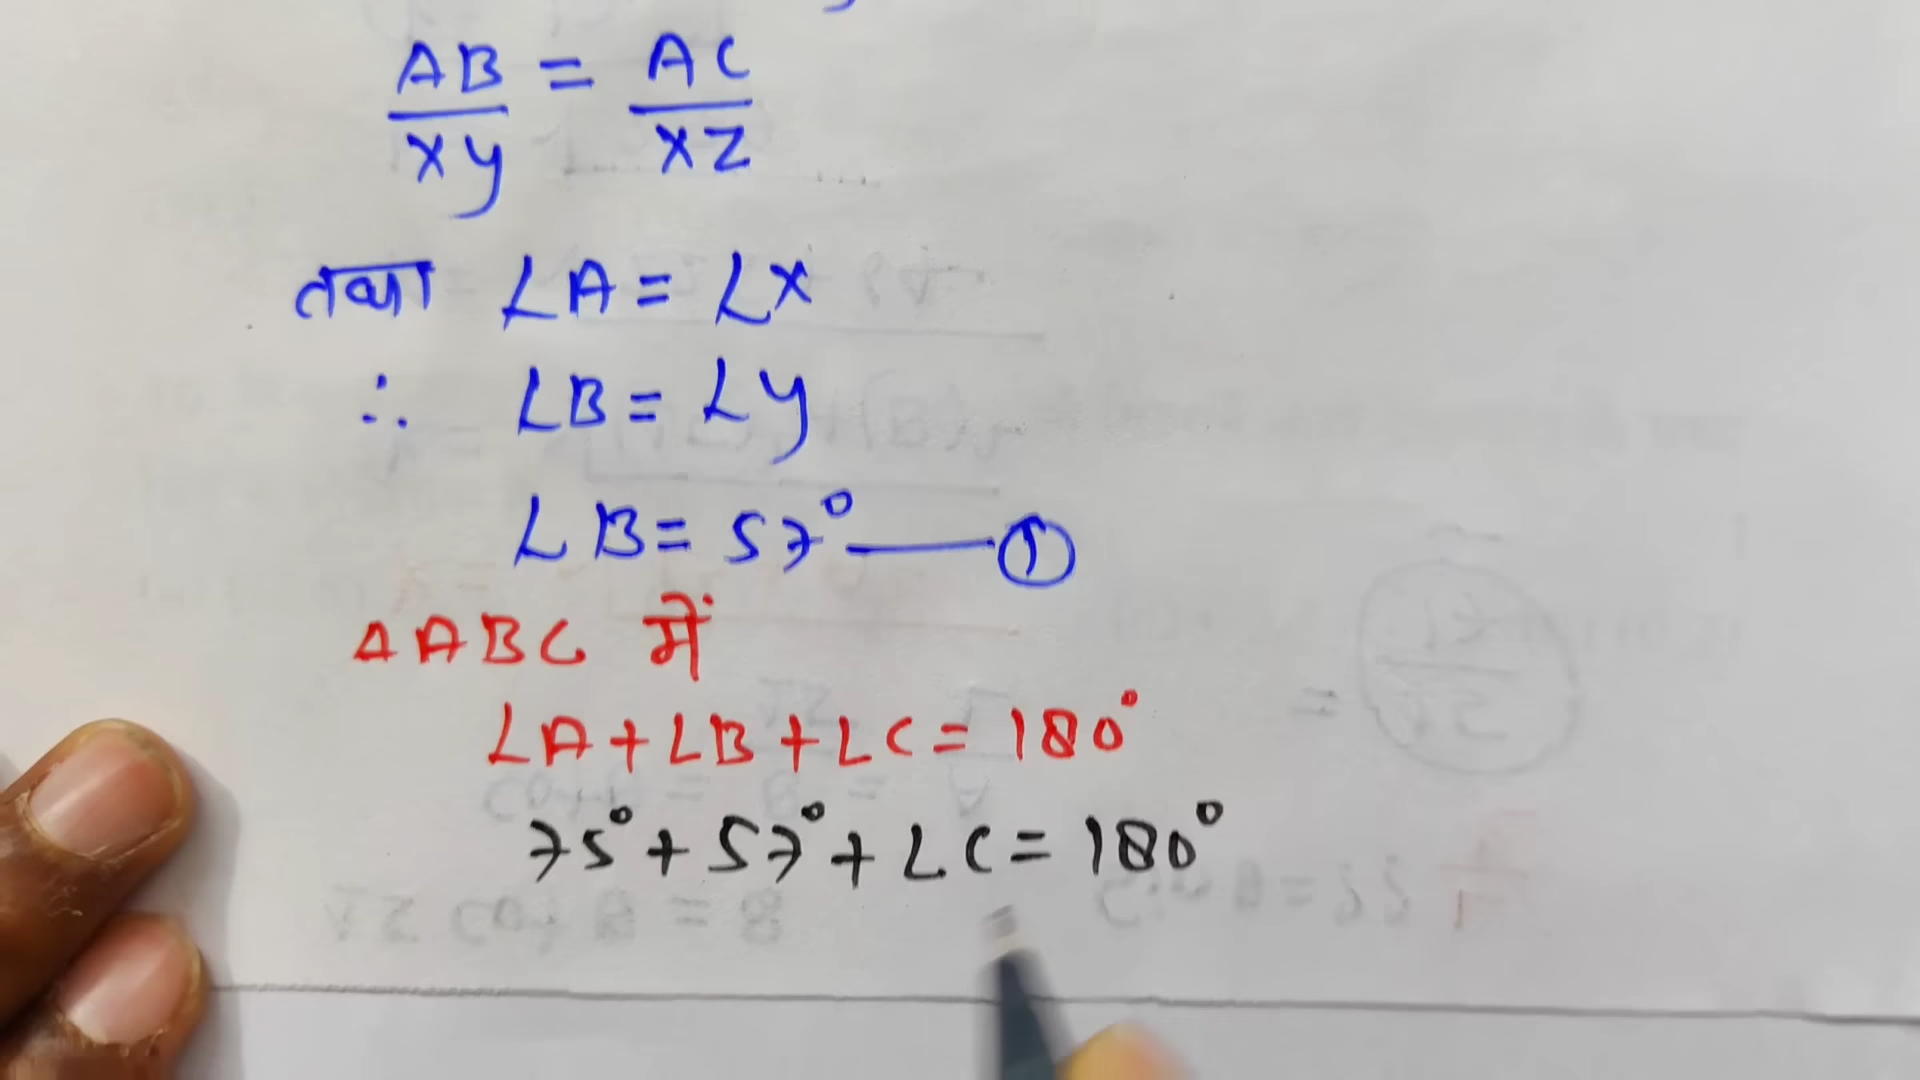 AB/xy = AC/xz
तथा ∠A = ∠x
∴ ∠B = ∠y
∠B = 57° —— ①
ΔABC में
∠A + ∠B + ∠C = 180°
75° + 57° + ∠C = 180°